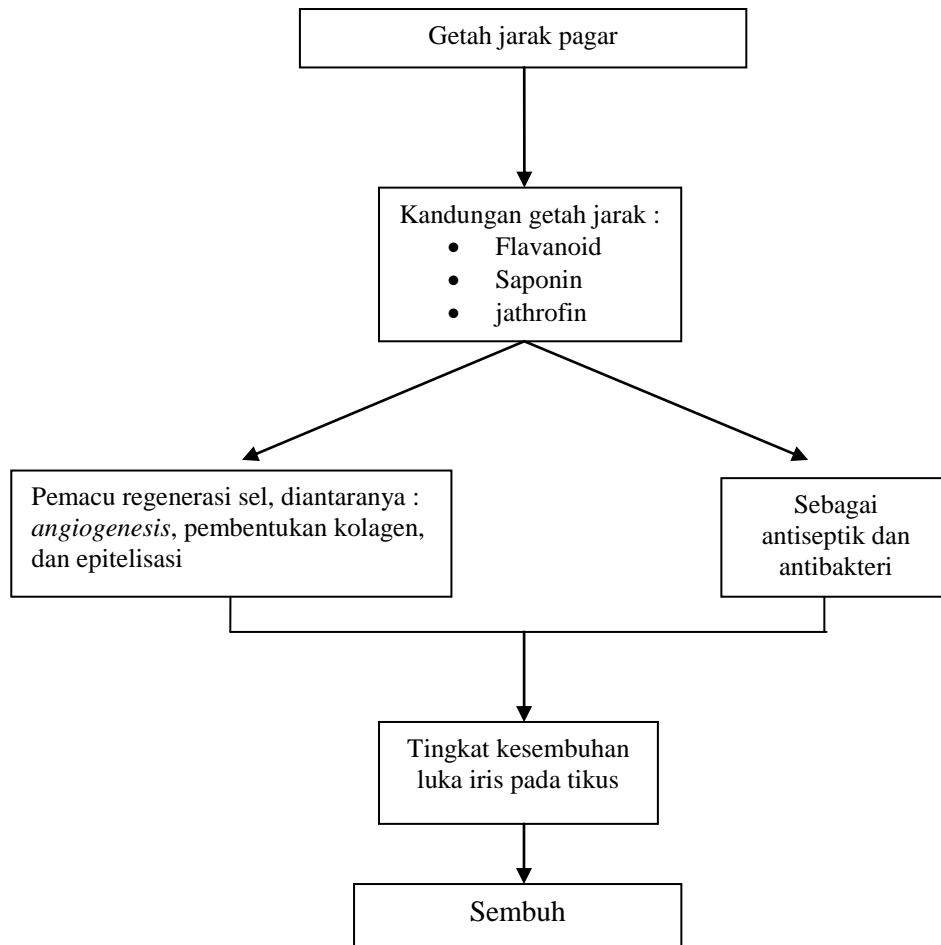 Getah jarak pagar
Kandungan getah jarak :
• Flavanoid
• Saponin
• jathrofin
Pemacu regenerasi sel, diantaranya :
angiogenesis, pembentukan kolagen,
dan epitelisasi
Sebagai
antiseptik dan
antibakteri
Tingkat kesembuhan
luka iris pada tikus
Sembuh